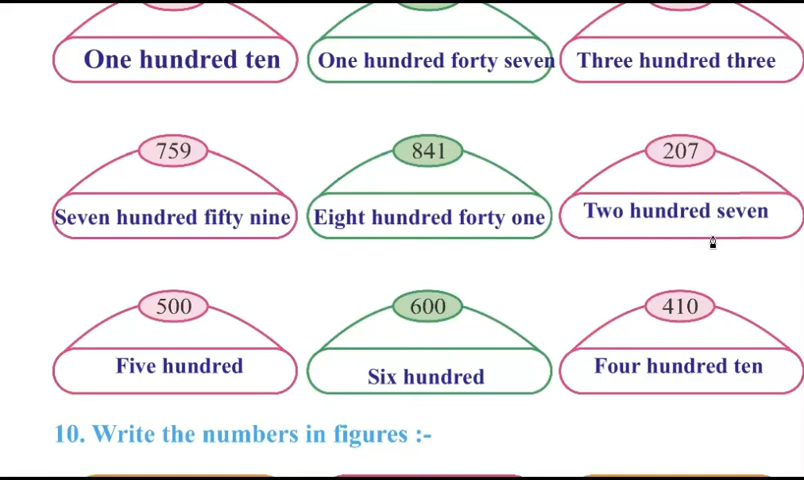 One hundred ten
One hundred forty seven
Three hundred three
759
841
207
Seven hundred fifty nine
Eight hundred forty one
Two hundred seven
500
600
410
Five hundred
Six hundred
Four hundred ten
10. Write the numbers in figures :-